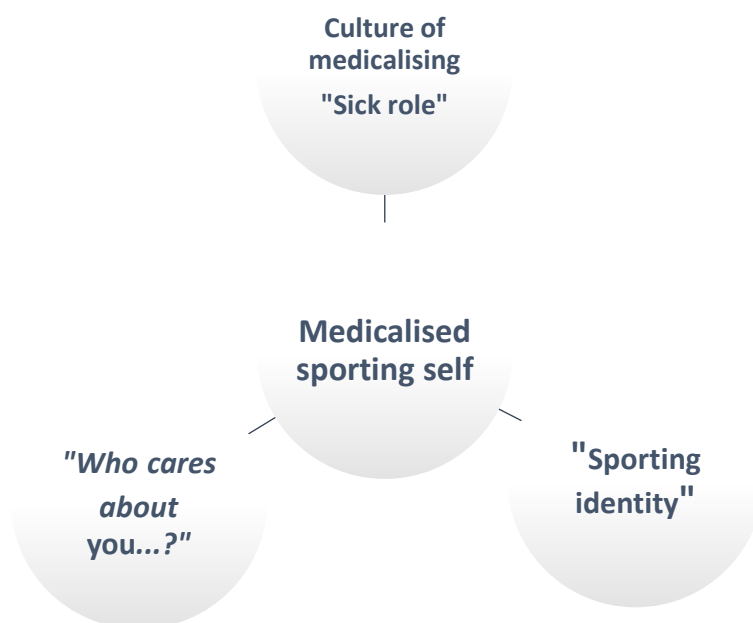 Culture of
medicalising
"Sick role"
Medicalised
sporting self
"Who cares
about
you...?"
"Sporting
identity"